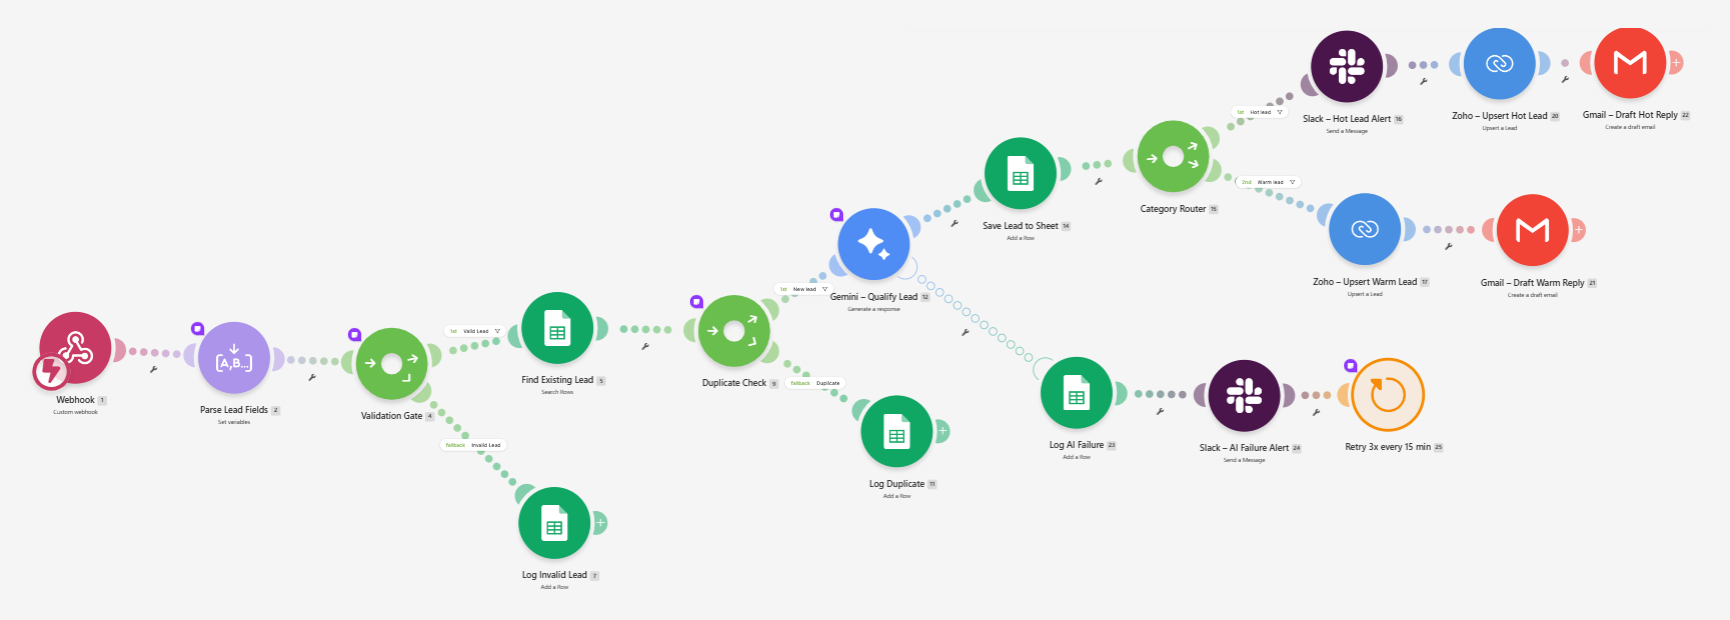 Webhook 1
Custom webhook
A,B...
Parse Lead Fields 2
Set variables
Validation Gate 4
1st Valid Lead
fallback Invalid Lead
Find Existing Lead 5
Search Rows
Log Invalid Lead 7
Add a Row
Duplicate Check 9
1st New lead
fallback Duplicate
Log Duplicate 11
Add a Row
Gemini – Qualify Lead 12
Generate a response
Save Lead to Sheet 14
Add a Row
Category Router 15
1st Hot lead
2nd Warm lead
Slack – Hot Lead Alert 16
Send a Message
Zoho – Upsert Hot Lead 20
Upsert a Lead
Gmail – Draft Hot Reply 22
Create a draft email
Zoho – Upsert Warm Lead 17
Upsert a Lead
Gmail – Draft Warm Reply 21
Create a draft email
Log AI Failure 23
Add a Row
Slack – AI Failure Alert 24
Send a Message
Retry 3x every 15 min 25